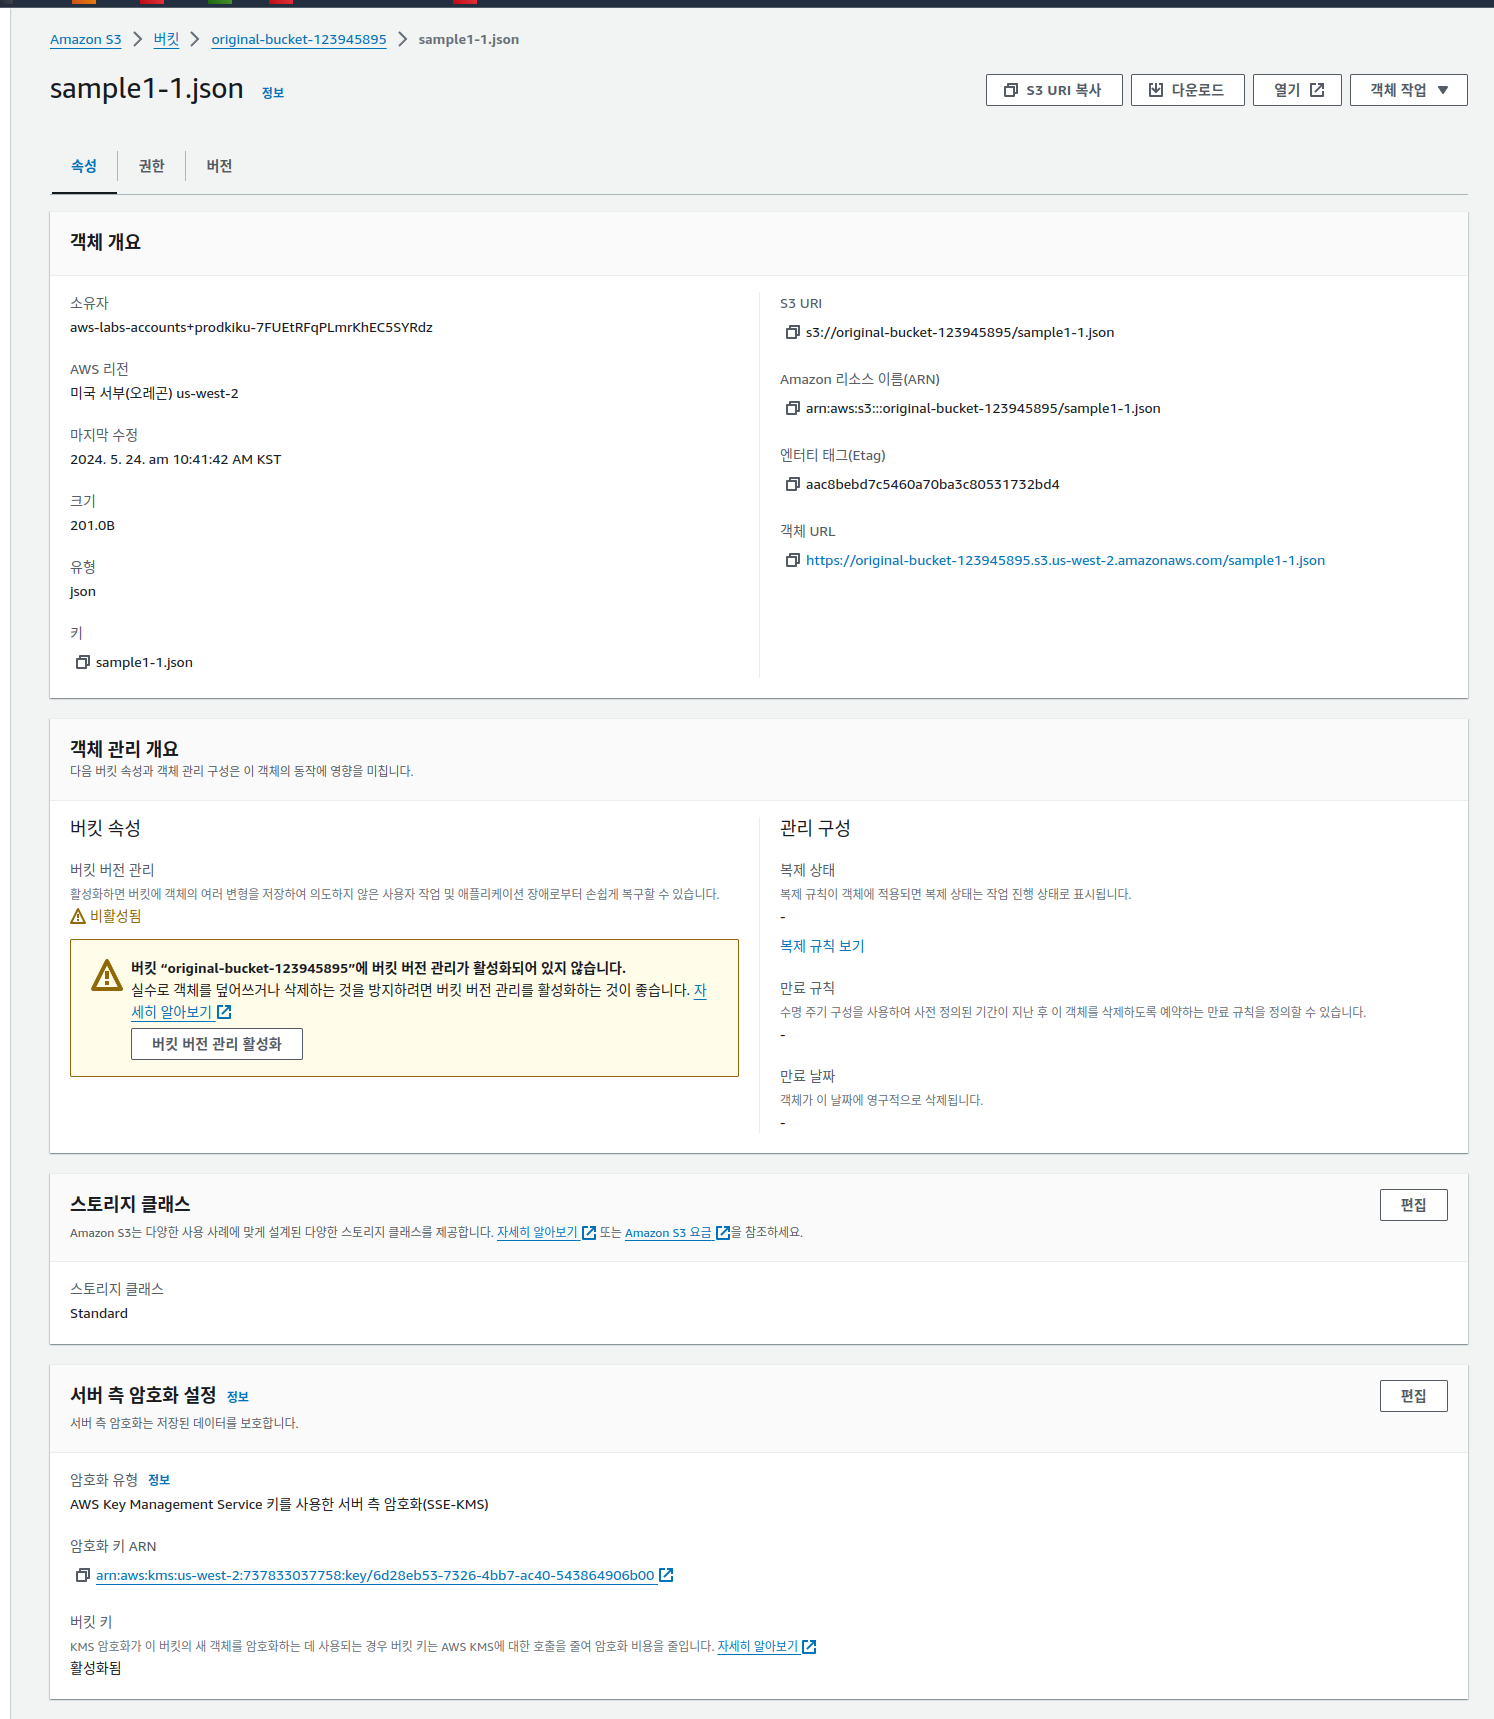 Amazon S3 > 버킷 > original-bucket-123945895 > sample1-1.json
sample1-1.json 정보
S3 URI 복사 다운로드 열기 객체 작업
속성 권한 버전
객체 개요
소유자
aws-labs-accounts+prodkiku-7FUEtRFqPLmrKhEC5SYRdz
AWS 리전
미국 서부(오레곤) us-west-2
마지막 수정
2024. 5. 24. am 10:41:42 AM KST
크기
201.0B
유형
json
키
sample1-1.json
S3 URI
s3://original-bucket-123945895/sample1-1.json
Amazon 리소스 이름(ARN)
arn:aws:s3:::original-bucket-123945895/sample1-1.json
엔터티 태그(Etag)
aac8bebd7c5460a70ba3c80531732bd4
객체 URL
https://original-bucket-123945895.s3.us-west-2.amazonaws.com/sample1-1.json
객체 관리 개요
다음 버킷 속성과 객체 관리 구성은 이 객체의 동작에 영향을 미칩니다.
버킷 속성
버킷 버전 관리
활성화하면 버킷에 객체의 여러 변형을 저장하여 의도하지 않은 사용자 작업 및 애플리케이션 장애로부터 손쉽게 복구할 수 있습니다.
비활성됨
버킷 “original-bucket-123945895”에 버킷 버전 관리가 활성화되어 있지 않습니다.
실수로 객체를 덮어쓰거나 삭제하는 것을 방지하려면 버킷 버전 관리를 활성화하는 것이 좋습니다. 자
세히 알아보기
버킷 버전 관리 활성화
관리 구성
복제 상태
복제 규칙이 객체에 적용되면 복제 상태는 작업 진행 상태로 표시됩니다.
-
복제 규칙 보기
만료 규칙
수명 주기 구성을 사용하여 사전 정의된 기간이 지난 후 이 객체를 삭제하도록 예약하는 만료 규칙을 정의할 수 있습니다.
-
만료 날짜
객체가 이 날짜에 영구적으로 삭제됩니다.
-
스토리지 클래스
편집
Amazon S3는 다양한 사용 사례에 맞게 설계된 다양한 스토리지 클래스를 제공합니다. 자세히 알아보기 또는 Amazon S3 요금 을 참조하세요.
스토리지 클래스
Standard
서버 측 암호화 설정 정보
편집
서버 측 암호화는 저장된 데이터를 보호합니다.
암호화 유형 정보
AWS Key Management Service 키를 사용한 서버 측 암호화(SSE-KMS)
암호화 키 ARN
arn:aws:kms:us-west-2:737833037758:key/6d28eb53-7326-4bb7-ac40-543864906b00
버킷 키
KMS 암호화가 이 버킷의 새 객체를 암호화하는 데 사용되는 경우 버킷 키는 AWS KMS에 대한 호출을 줄여 암호화 비용을 줄입니다. 자세히 알아보기
활성화됨